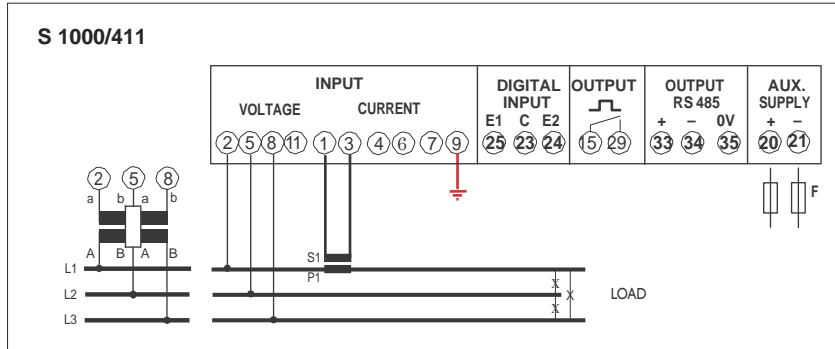 S 1000/411
INPUT
VOLTAGE CURRENT
DIGITAL
INPUT
E1 C E2
OUTPUT
OUTPUT
RS 485
+ – 0V
AUX.
SUPPLY
+ –
2 5 8 11 1 3 4 6 7 9 25 23 24 15 29 33 34 35 20 21
2 5 8
a b a b
F
A B A B
S1
P1
L1
L2
L3
X
X
X
LOAD